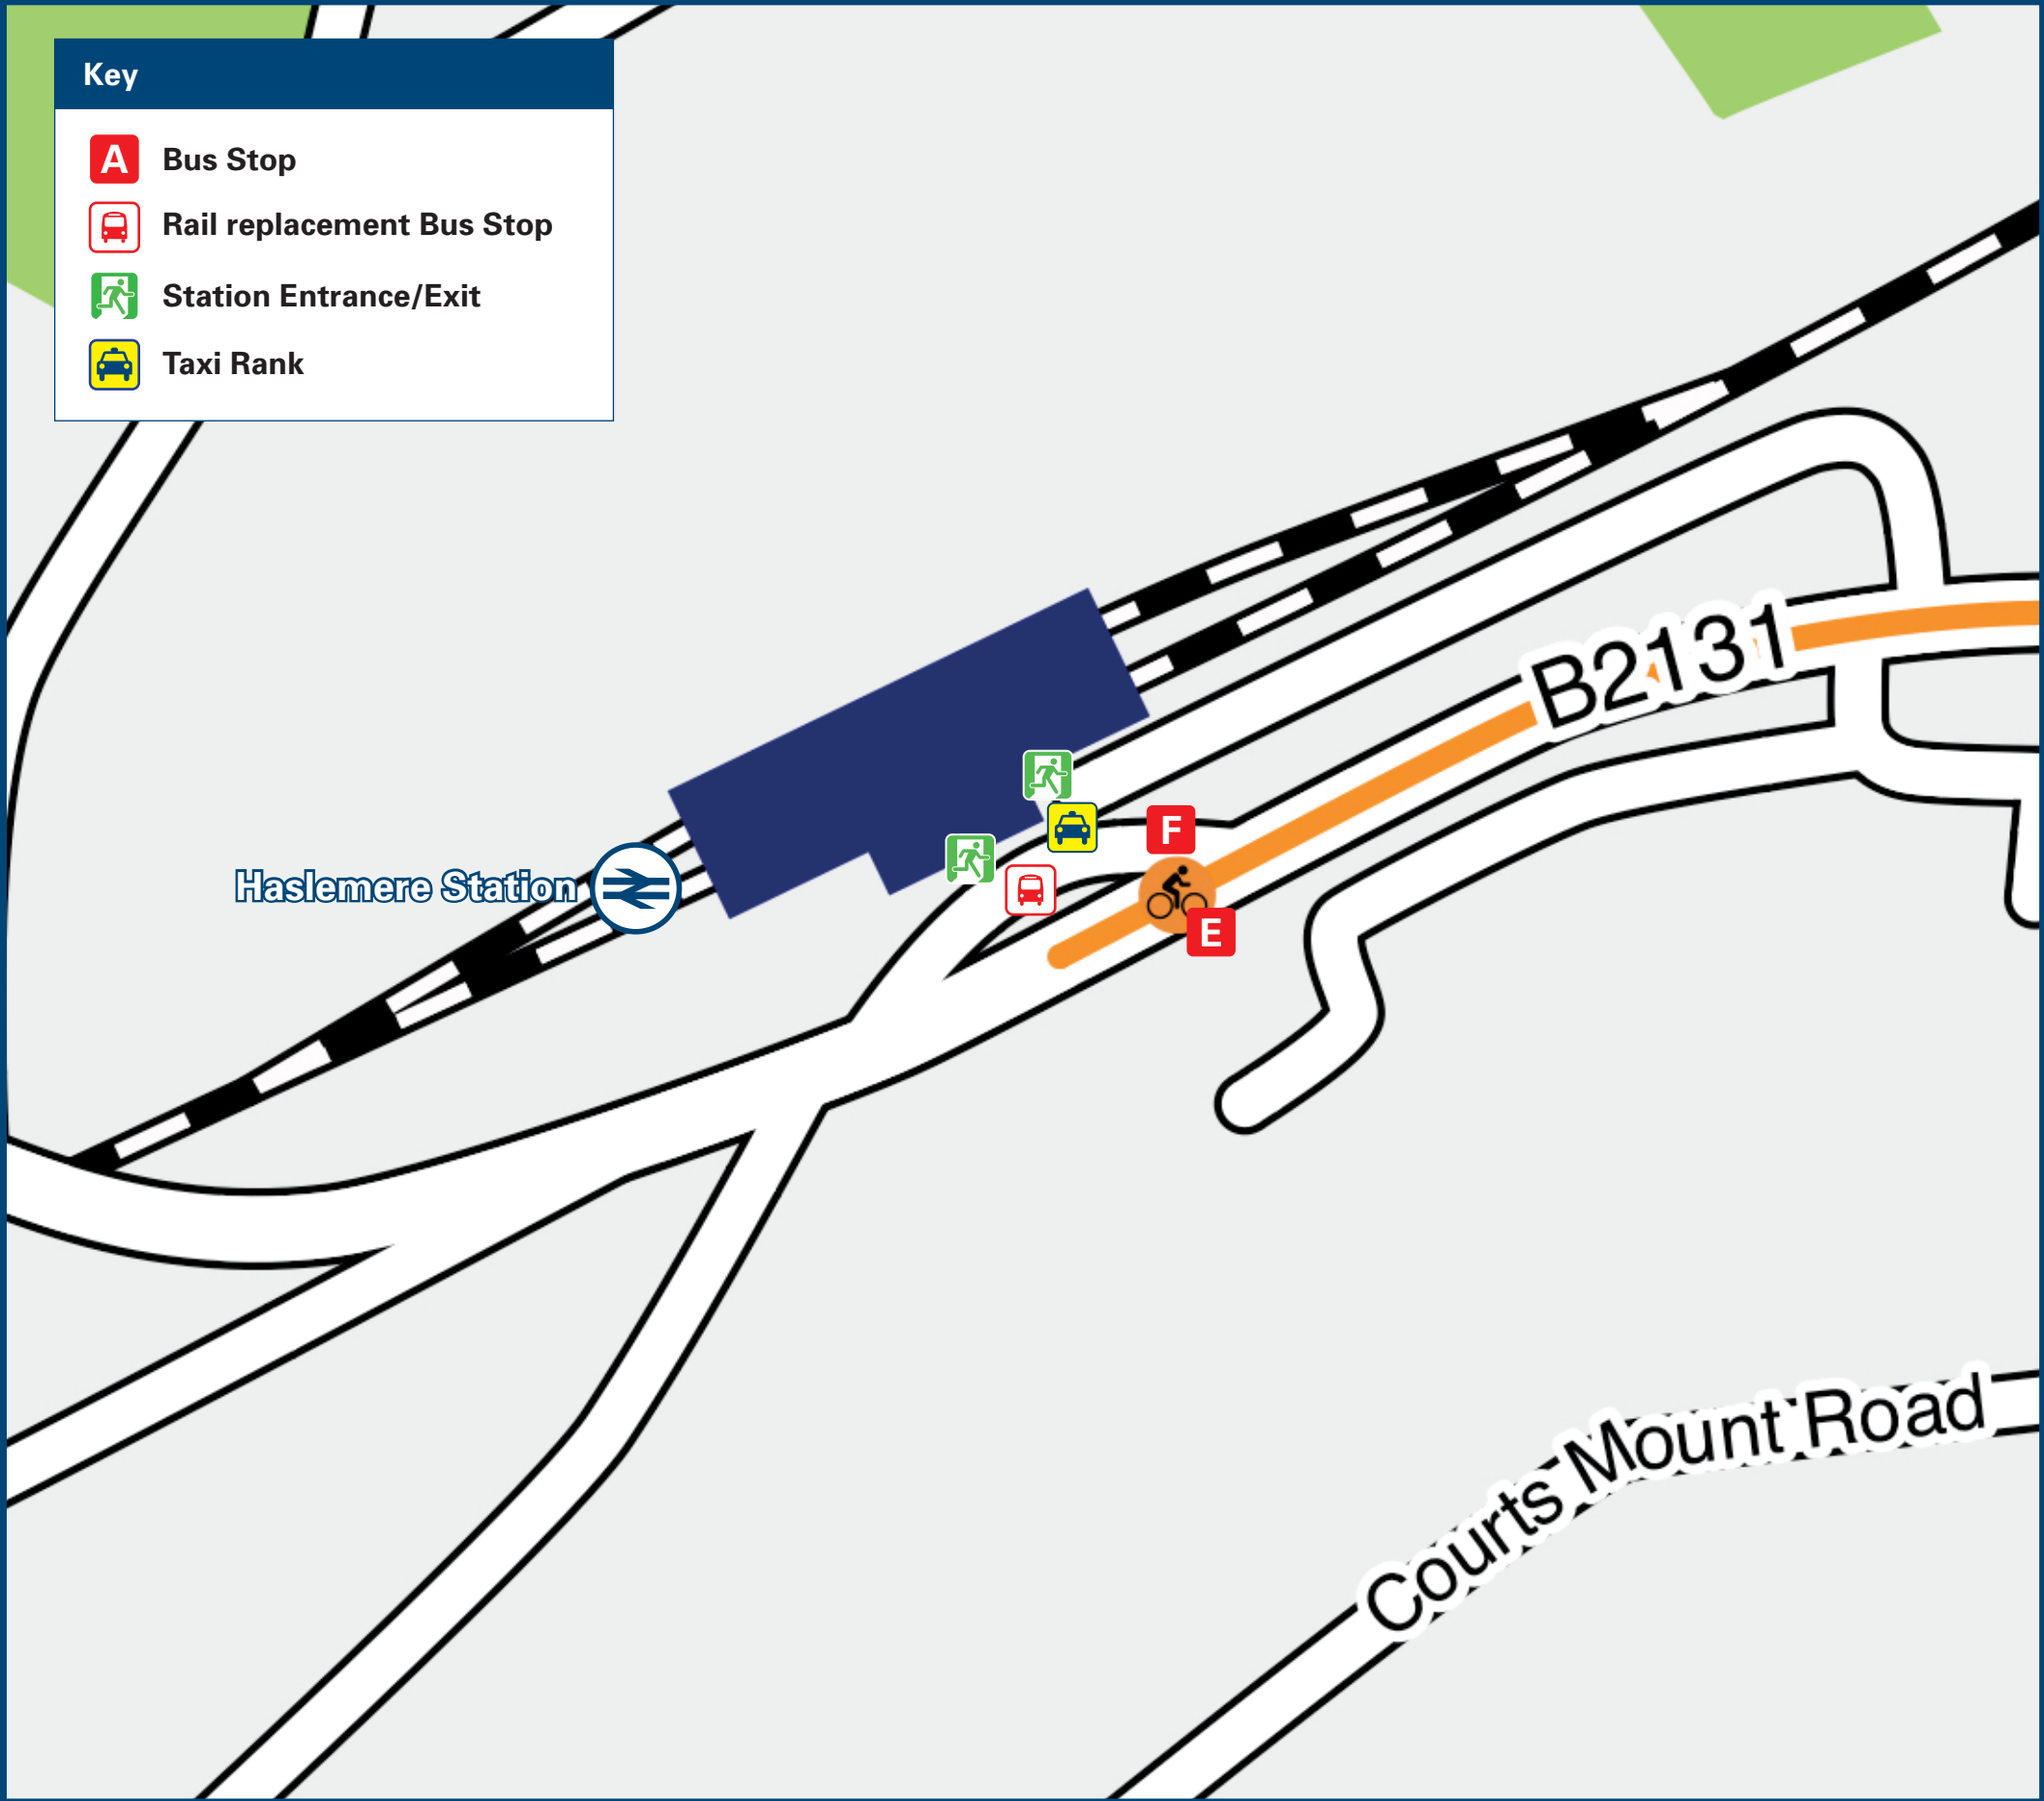 Key
A Bus Stop
Rail replacement Bus Stop
Station Entrance/Exit
Taxi Rank
B2131
F
Haslemere Station
E
Courts Mount Road